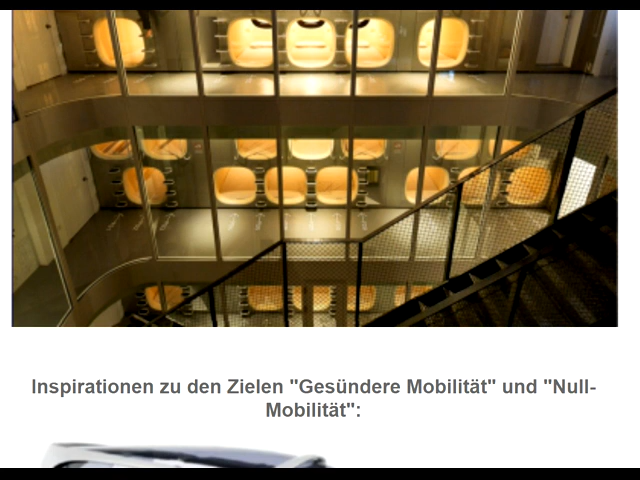 Inspirationen zu den Zielen "Gesündere Mobilität" und "Null-
Mobilität":